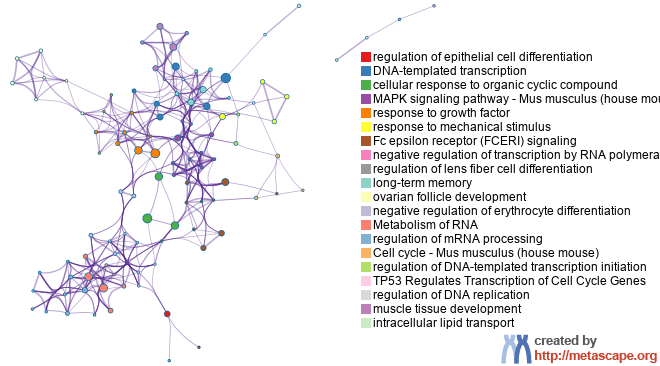 regulation of epithelial cell differentiation
DNA-templated transcription
cellular response to organic cyclic compound
MAPK signaling pathway - Mus musculus (house mou
response to growth factor
response to mechanical stimulus
Fc epsilon receptor (FCERI) signaling
negative regulation of transcription by RNA polymera
regulation of lens fiber cell differentiation
long-term memory
ovarian follicle development
negative regulation of erythrocyte differentiation
Metabolism of RNA
regulation of mRNA processing
Cell cycle - Mus musculus (house mouse)
regulation of DNA-templated transcription initiation
TP53 Regulates Transcription of Cell Cycle Genes
regulation of DNA replication
muscle tissue development
intracellular lipid transport
created by
http://metascape.org